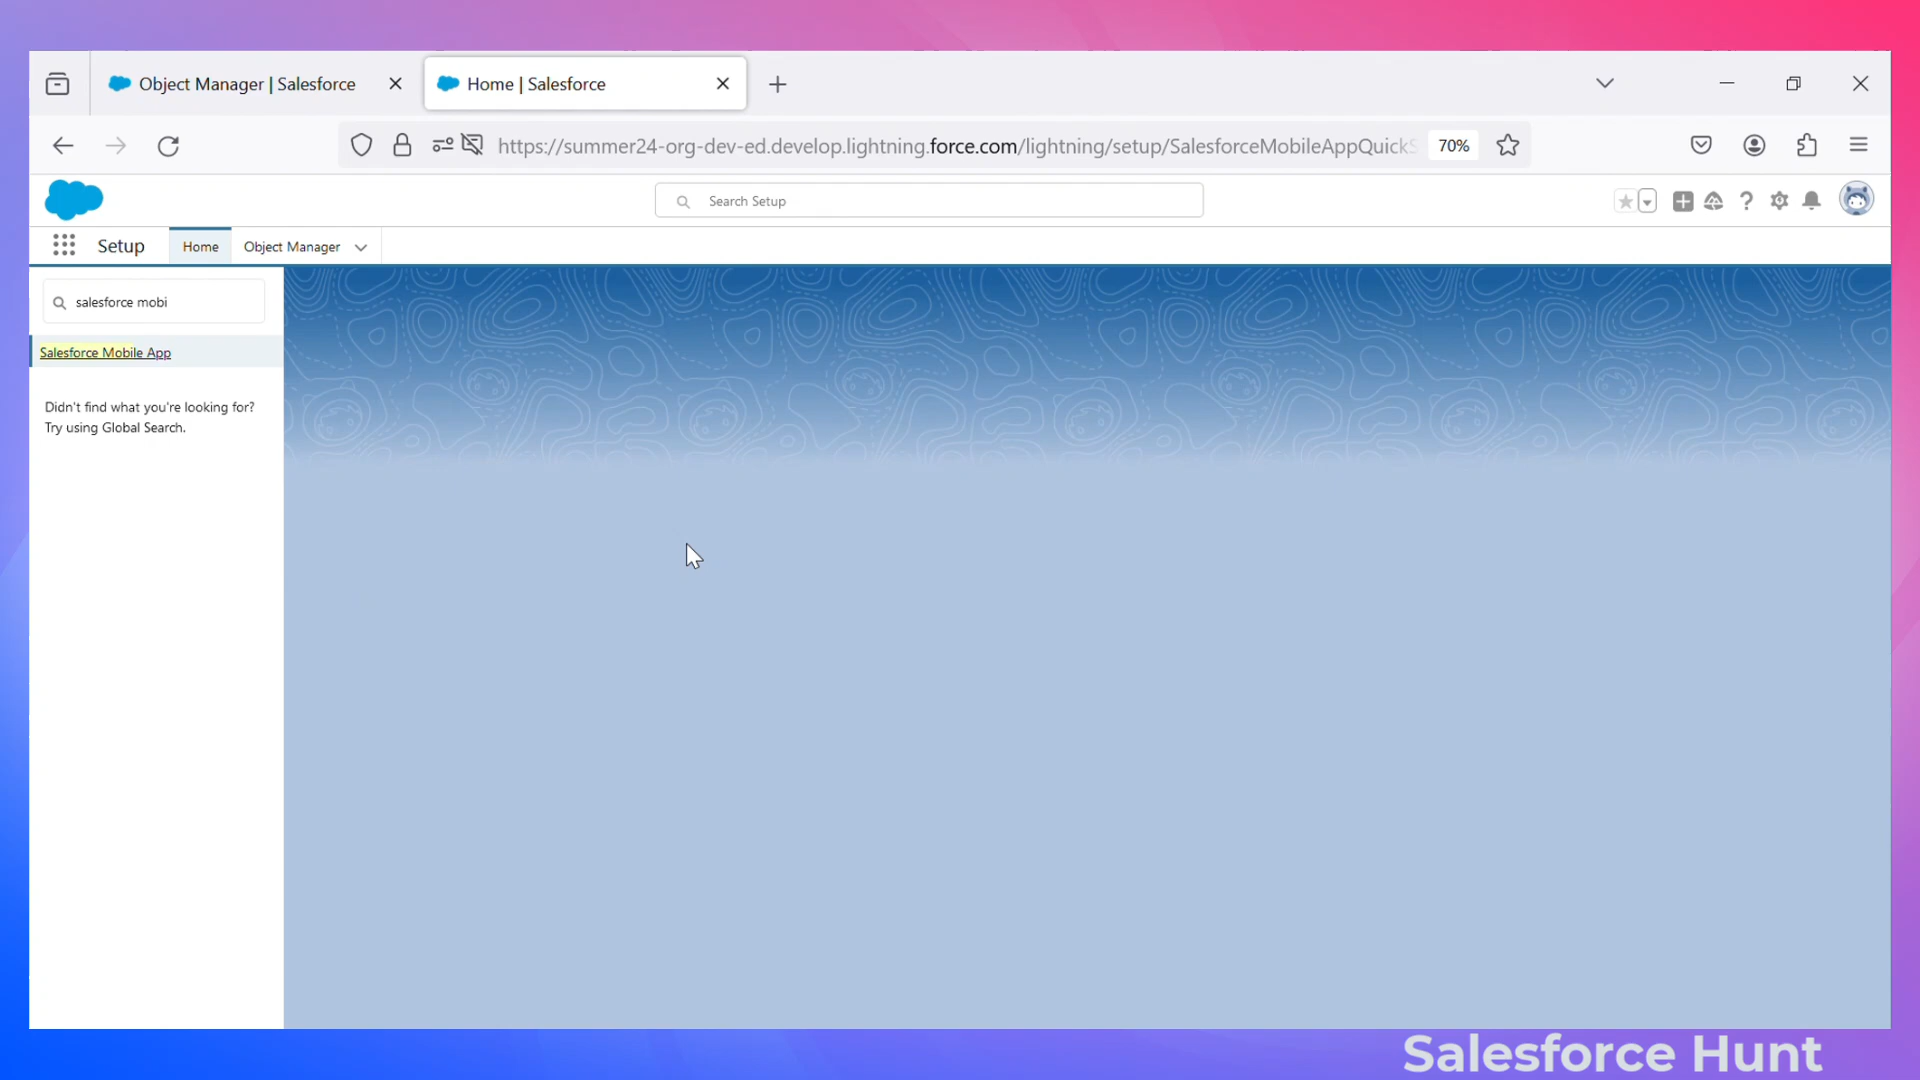 Object Manager | Salesforce
Home | Salesforce
https://summer24-org-dev-ed.develop.lightning.force.com/lightning/setup/SalesforceMobileAppQuickS
70%
Search Setup
Setup
Home
Object Manager
salesforce mobi
Salesforce Mobile App
Didn't find what you're looking for?
Try using Global Search.
Salesforce Hunt